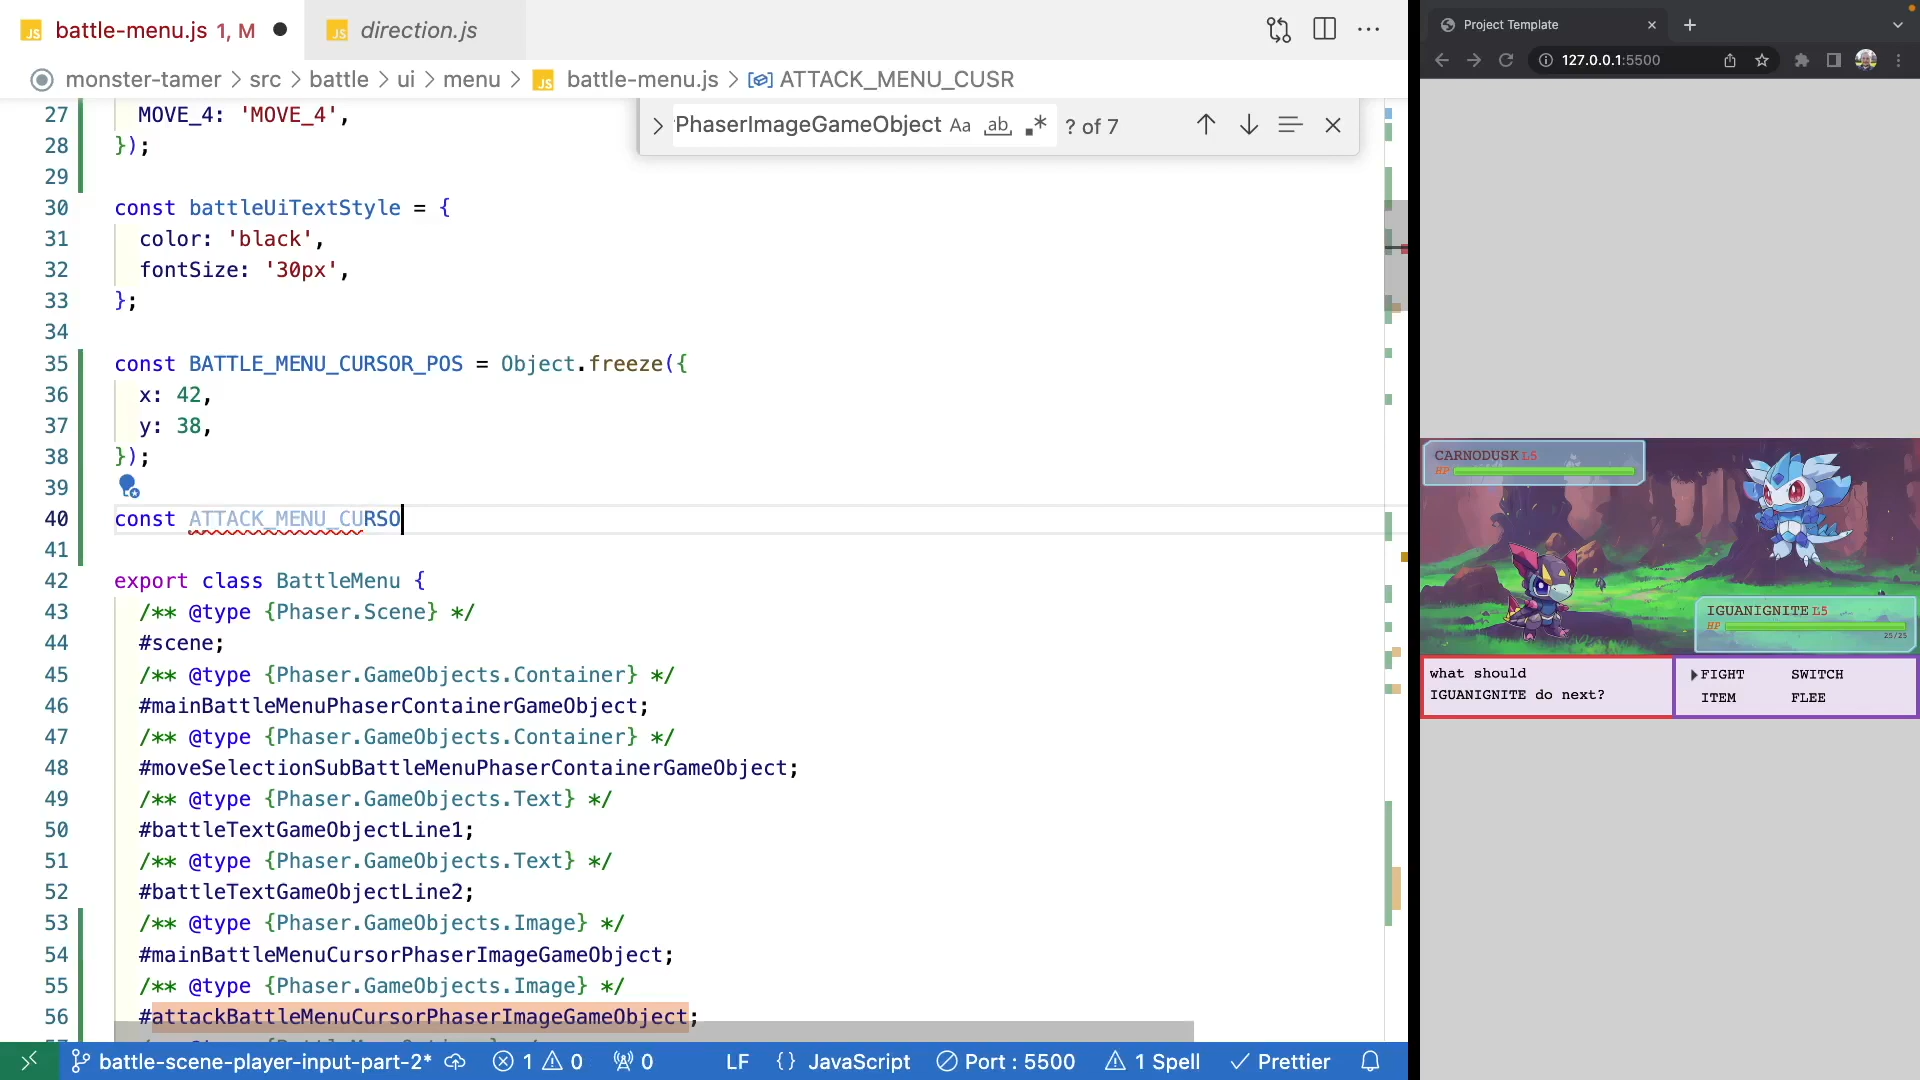 battle-menu.js 1, M
direction.js
monster-tamer > src > battle > ui > menu > battle-menu.js > ATTACK_MENU_CUSR
PhaserImageGameObject Aa ab .* ? of 7
27 MOVE_4: 'MOVE_4',
28 });
29
30 const battleUiTextStyle = {
31 color: 'black',
32 fontSize: '30px',
33 };
34
35 const BATTLE_MENU_CURSOR_POS = Object.freeze({
36 x: 42,
37 y: 38,
38 });
39
40 const ATTACK_MENU_CURSO
41
42 export class BattleMenu {
43 /** @type {Phaser.Scene} */
44 #scene;
45 /** @type {Phaser.GameObjects.Container} */
46 #mainBattleMenuPhaserContainerGameObject;
47 /** @type {Phaser.GameObjects.Container} */
48 #moveSelectionSubBattleMenuPhaserContainerGameObject;
49 /** @type {Phaser.GameObjects.Text} */
50 #battleTextGameObjectLine1;
51 /** @type {Phaser.GameObjects.Text} */
52 #battleTextGameObjectLine2;
53 /** @type {Phaser.GameObjects.Image} */
54 #mainBattleMenuCursorPhaserImageGameObject;
55 /** @type {Phaser.GameObjects.Image} */
56 #attackBattleMenuCursorPhaserImageGameObject;
battle-scene-player-input-part-2* 1 0 0 LF {} JavaScript Port : 5500 1 Spell Prettier
Project Template
127.0.0.1:5500
CARNODUSK L5
HP
IGUANIGNITE L5
HP
25/25
what should
IGUANIGNITE do next?
FIGHT SWITCH
ITEM FLEE